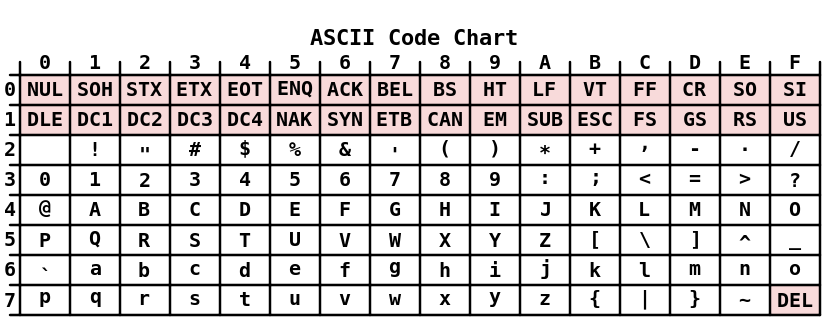 ASCII Code Chart
0 1 2 3 4 5 6 7 8 9 A B C D E F
0 NUL SOH STX ETX EOT ENQ ACK BEL BS HT LF VT FF CR SO SI
1 DLE DC1 DC2 DC3 DC4 NAK SYN ETB CAN EM SUB ESC FS GS RS US
2 ! " # $ % & ' ( ) * + , - . /
3 0 1 2 3 4 5 6 7 8 9 : ; < = > ?
4 @ A B C D E F G H I J K L M N O
5 P Q R S T U V W X Y Z [ \ ] ^ _
6 ` a b c d e f g h i j k l m n o
7 p q r s t u v w x y z { | } ~ DEL